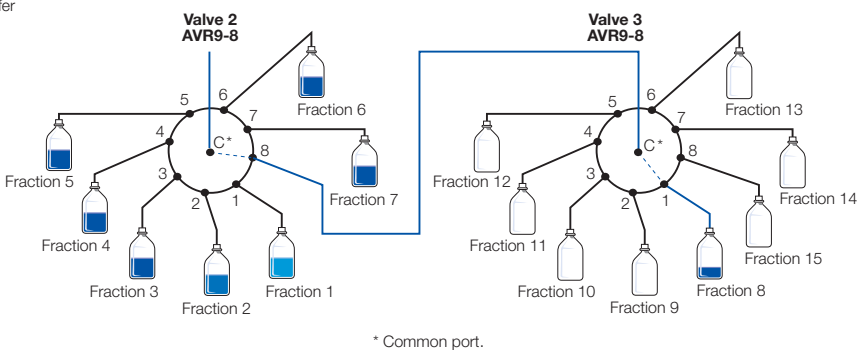 fer
Valve 2
AVR9-8
5
6
7
4
C*
8
3
2
1
Fraction 6
Fraction 5
Fraction 7
Fraction 4
Fraction 3
Fraction 2
Fraction 1
Valve 3
AVR9-8
5
6
7
4
C*
8
3
2
1
Fraction 13
Fraction 12
Fraction 14
Fraction 11
Fraction 15
Fraction 10
Fraction 9
Fraction 8
* Common port.